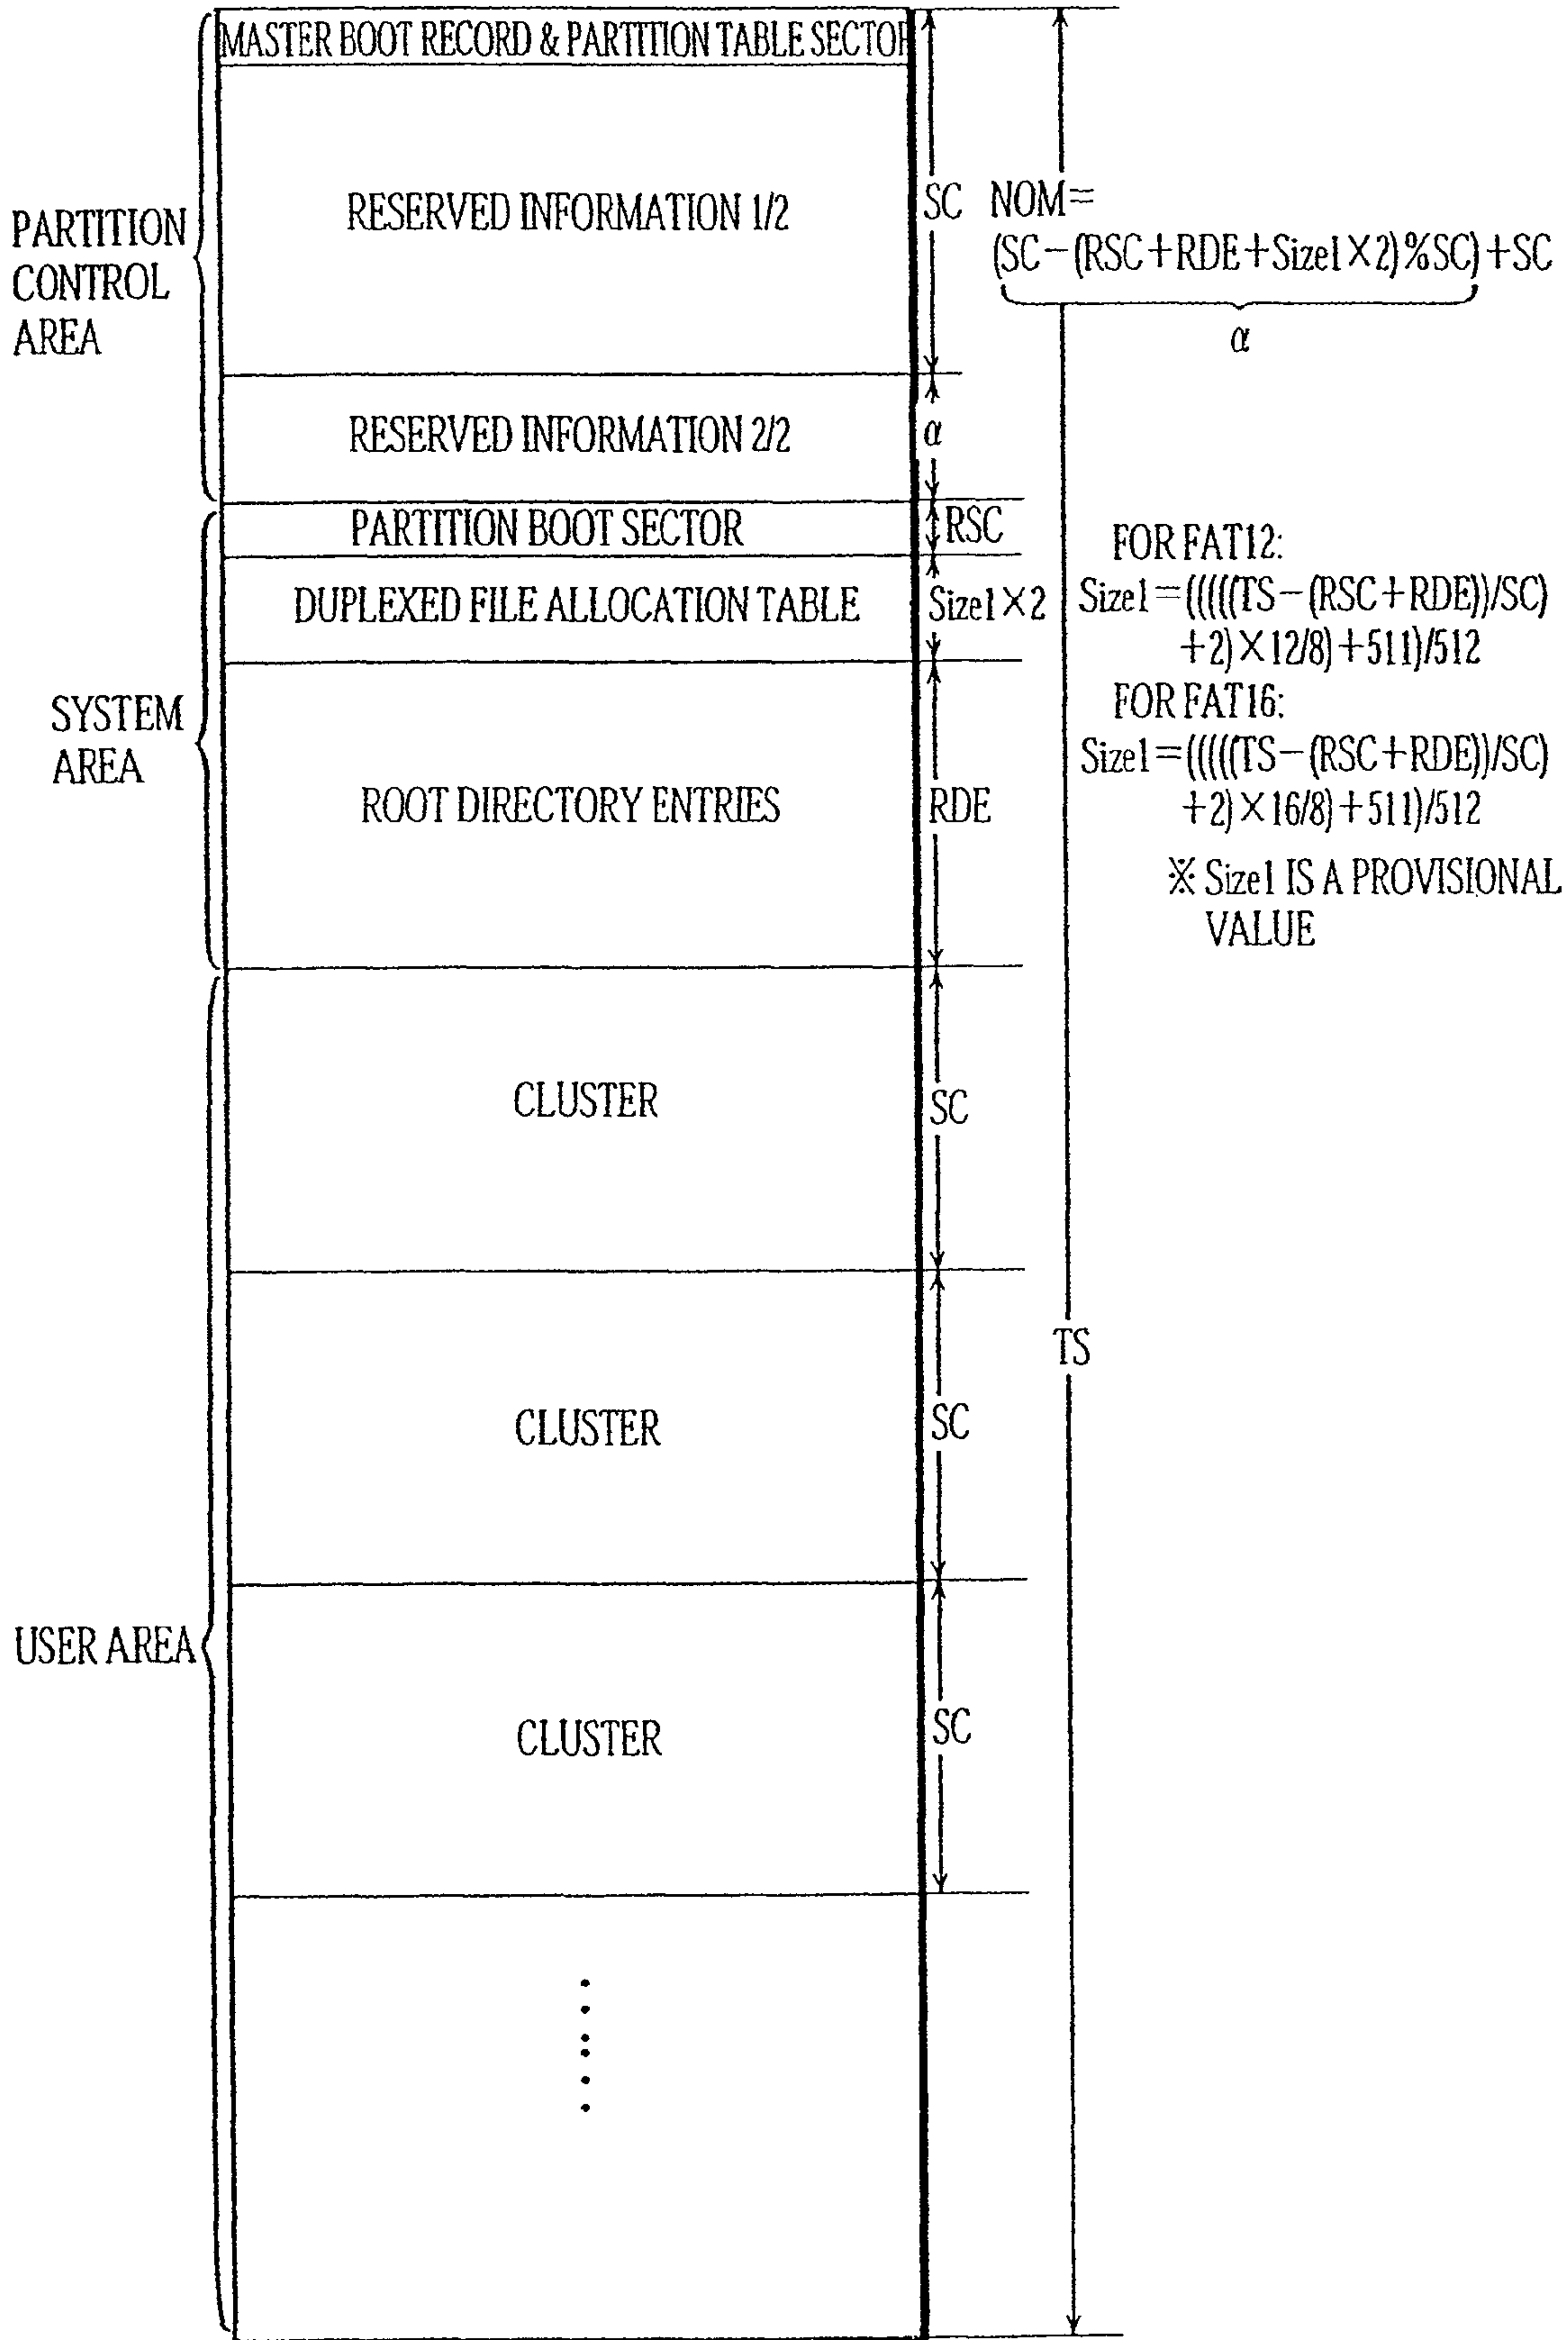 MASTER BOOT RECORD & PARTITION TABLE SECTOR
PARTITION
CONTROL
AREA
RESERVED INFORMATION 1/2
SC
NOM=
(SC-(RSC+RDE+Size1×2)%SC)+SC
α
RESERVED INFORMATION 2/2
α
PARTITION BOOT SECTOR
RSC
DUPLEXED FILE ALLOCATION TABLE
Size1×2
FOR FAT12:
Size1=(((((TS-(RSC+RDE))/SC)
+2)×12/8)+511)/512
FOR FAT16:
Size1=(((((TS-(RSC+RDE))/SC)
+2)×16/8)+511)/512
※ Size1 IS A PROVISIONAL
VALUE
SYSTEM
AREA
ROOT DIRECTORY ENTRIES
RDE
CLUSTER
SC
TS
CLUSTER
SC
USER AREA
CLUSTER
SC